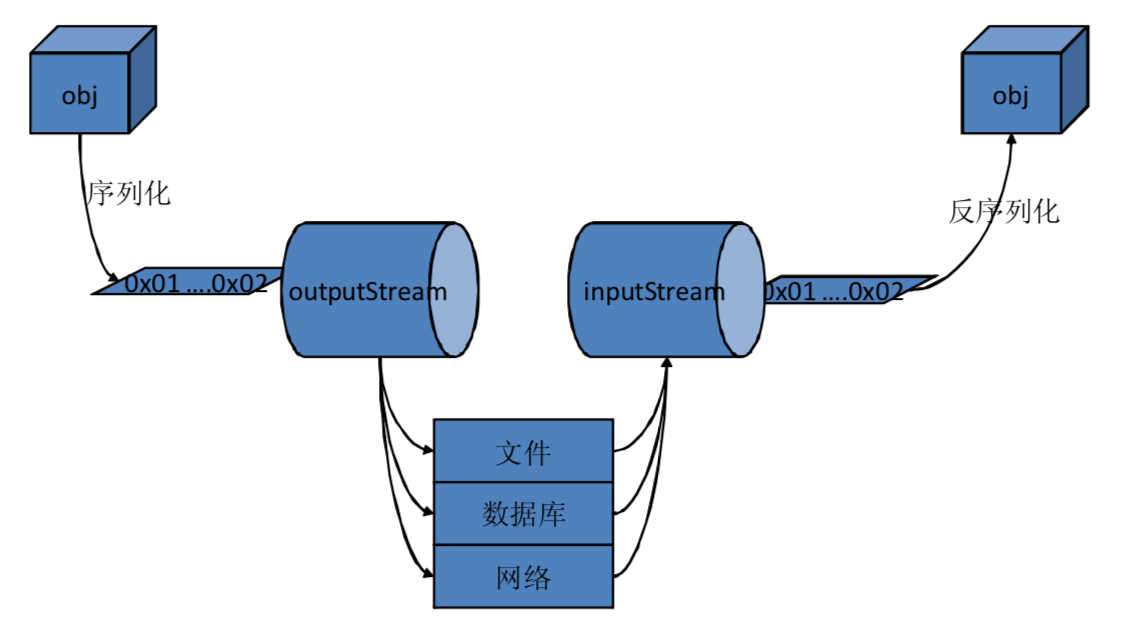 obj
obj
序列化
反序列化
0x01 ....0x02
outputStream
inputStream
0x01 ....0x02
文件
数据库
网络